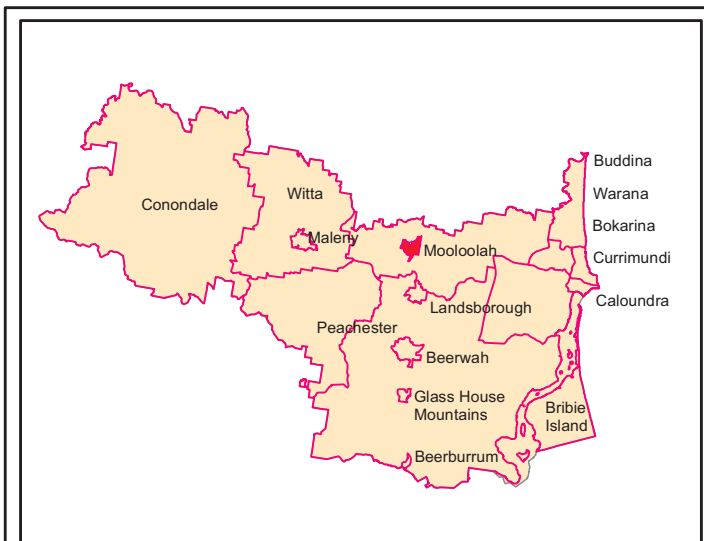 Buddina
Warana
Conondale
Witta
Bokarina
Maleny
Mooloolah
Currimundi
Landsborough
Caloundra
Peachester
Beerwah
Glass House
Mountains
Bribie
Island
Beerburrum